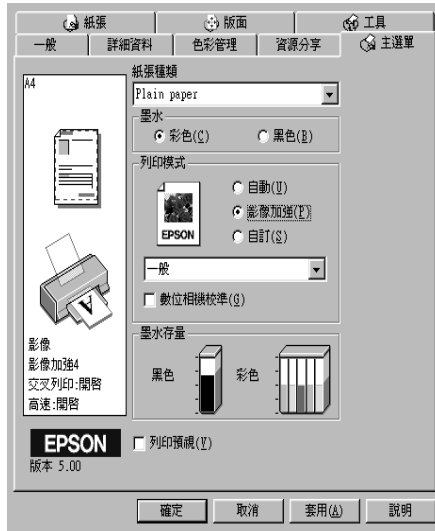 紙張 版面 工具
一般 詳細資料 色彩管理 資源分享 主選單
A4
紙張種類
Plain paper
墨水
彩色(C) 黑色(B)
列印模式
自動(U)
影像加強(P)
自訂(S)
EPSON
一般
數位相機校準(G)
影像
影像加強4
交叉列印:開啓
高速:開啓
墨水存量
黑色 彩色
EPSON
版本 5.00
列印預視(V)
確定 取消 套用(A) 說明